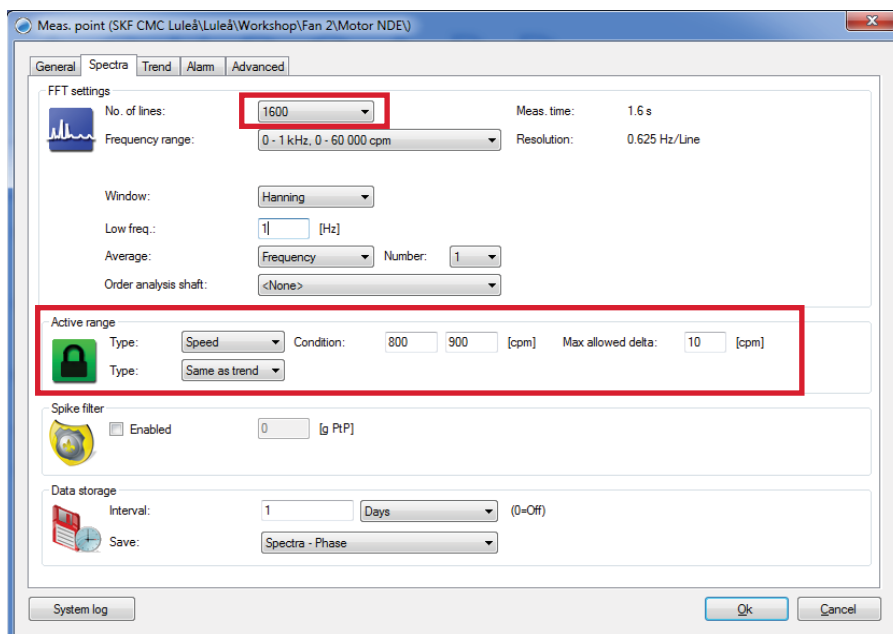 Meas. point (SKF CMC Luleå\Luleå\Workshop\Fan 2\Motor NDE\)
General Spectra Trend Alarm Advanced
FFT settings
No. of lines: 1600 Meas. time: 1.6 s
Frequency range: 0 - 1 kHz, 0 - 60 000 cpm Resolution: 0.625 Hz/Line
Window: Hanning
Low freq.: 1 [Hz]
Average: Frequency Number: 1
Order analysis shaft: <None>
Active range
Type: Speed Condition: 800 900 [cpm] Max allowed delta: 10 [cpm]
Type: Same as trend
Spike filter
Enabled 0 [g PtP]
Data storage
Interval: 1 Days (0=Off)
Save: Spectra - Phase
System log Ok Cancel